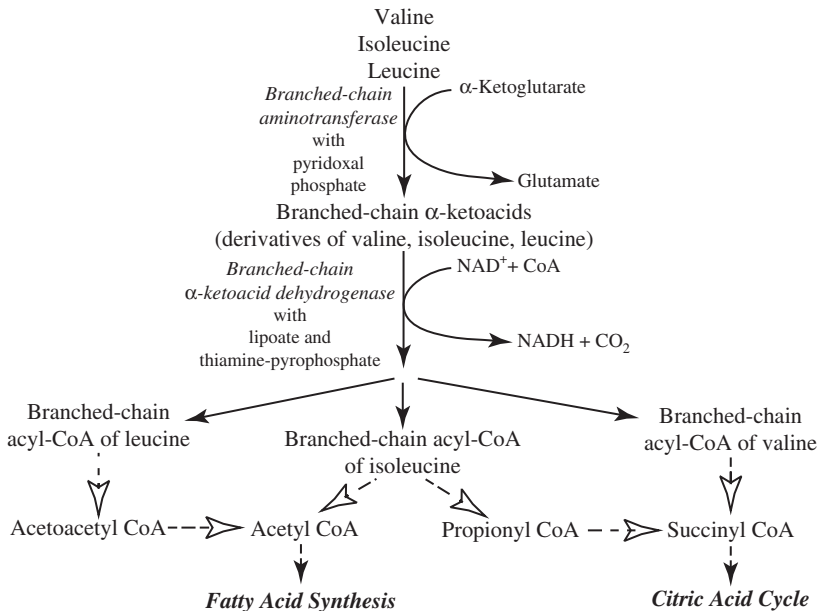 Valine
Isoleucine
Leucine
Branched-chain
aminotransferase
with
pyridoxal
phosphate
α-Ketoglutarate
Glutamate
Branched-chain α-ketoacids
(derivatives of valine, isoleucine, leucine)
Branched-chain
α-ketoacid dehydrogenase
with
lipoate and
thiamine-pyrophosphate
NAD⁺+ CoA
NADH + CO₂
Branched-chain
acyl-CoA of leucine
Branched-chain acyl-CoA
of isoleucine
Branched-chain
acyl-CoA of valine
Acetoacetyl CoA
Acetyl CoA
Propionyl CoA
Succinyl CoA
Fatty Acid Synthesis
Citric Acid Cycle